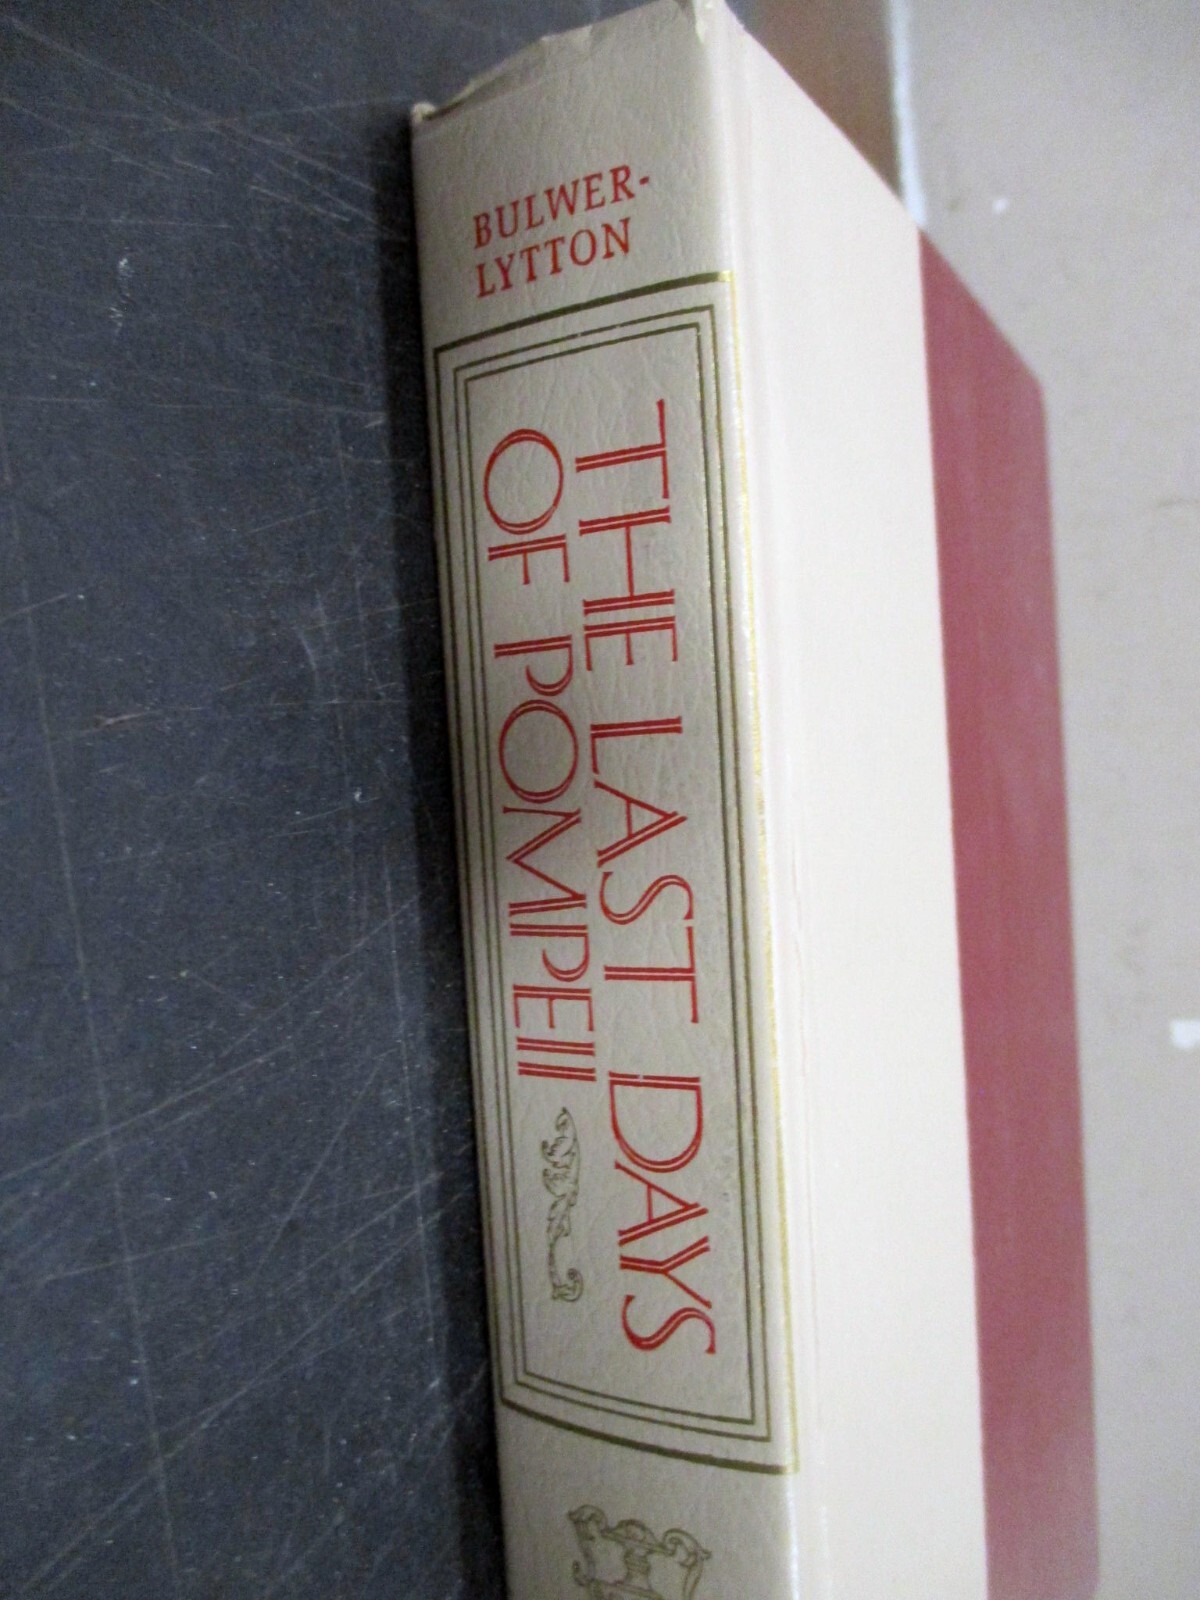 BULWER-
LYTTON
THE LAST DAYS
OF POMPEII